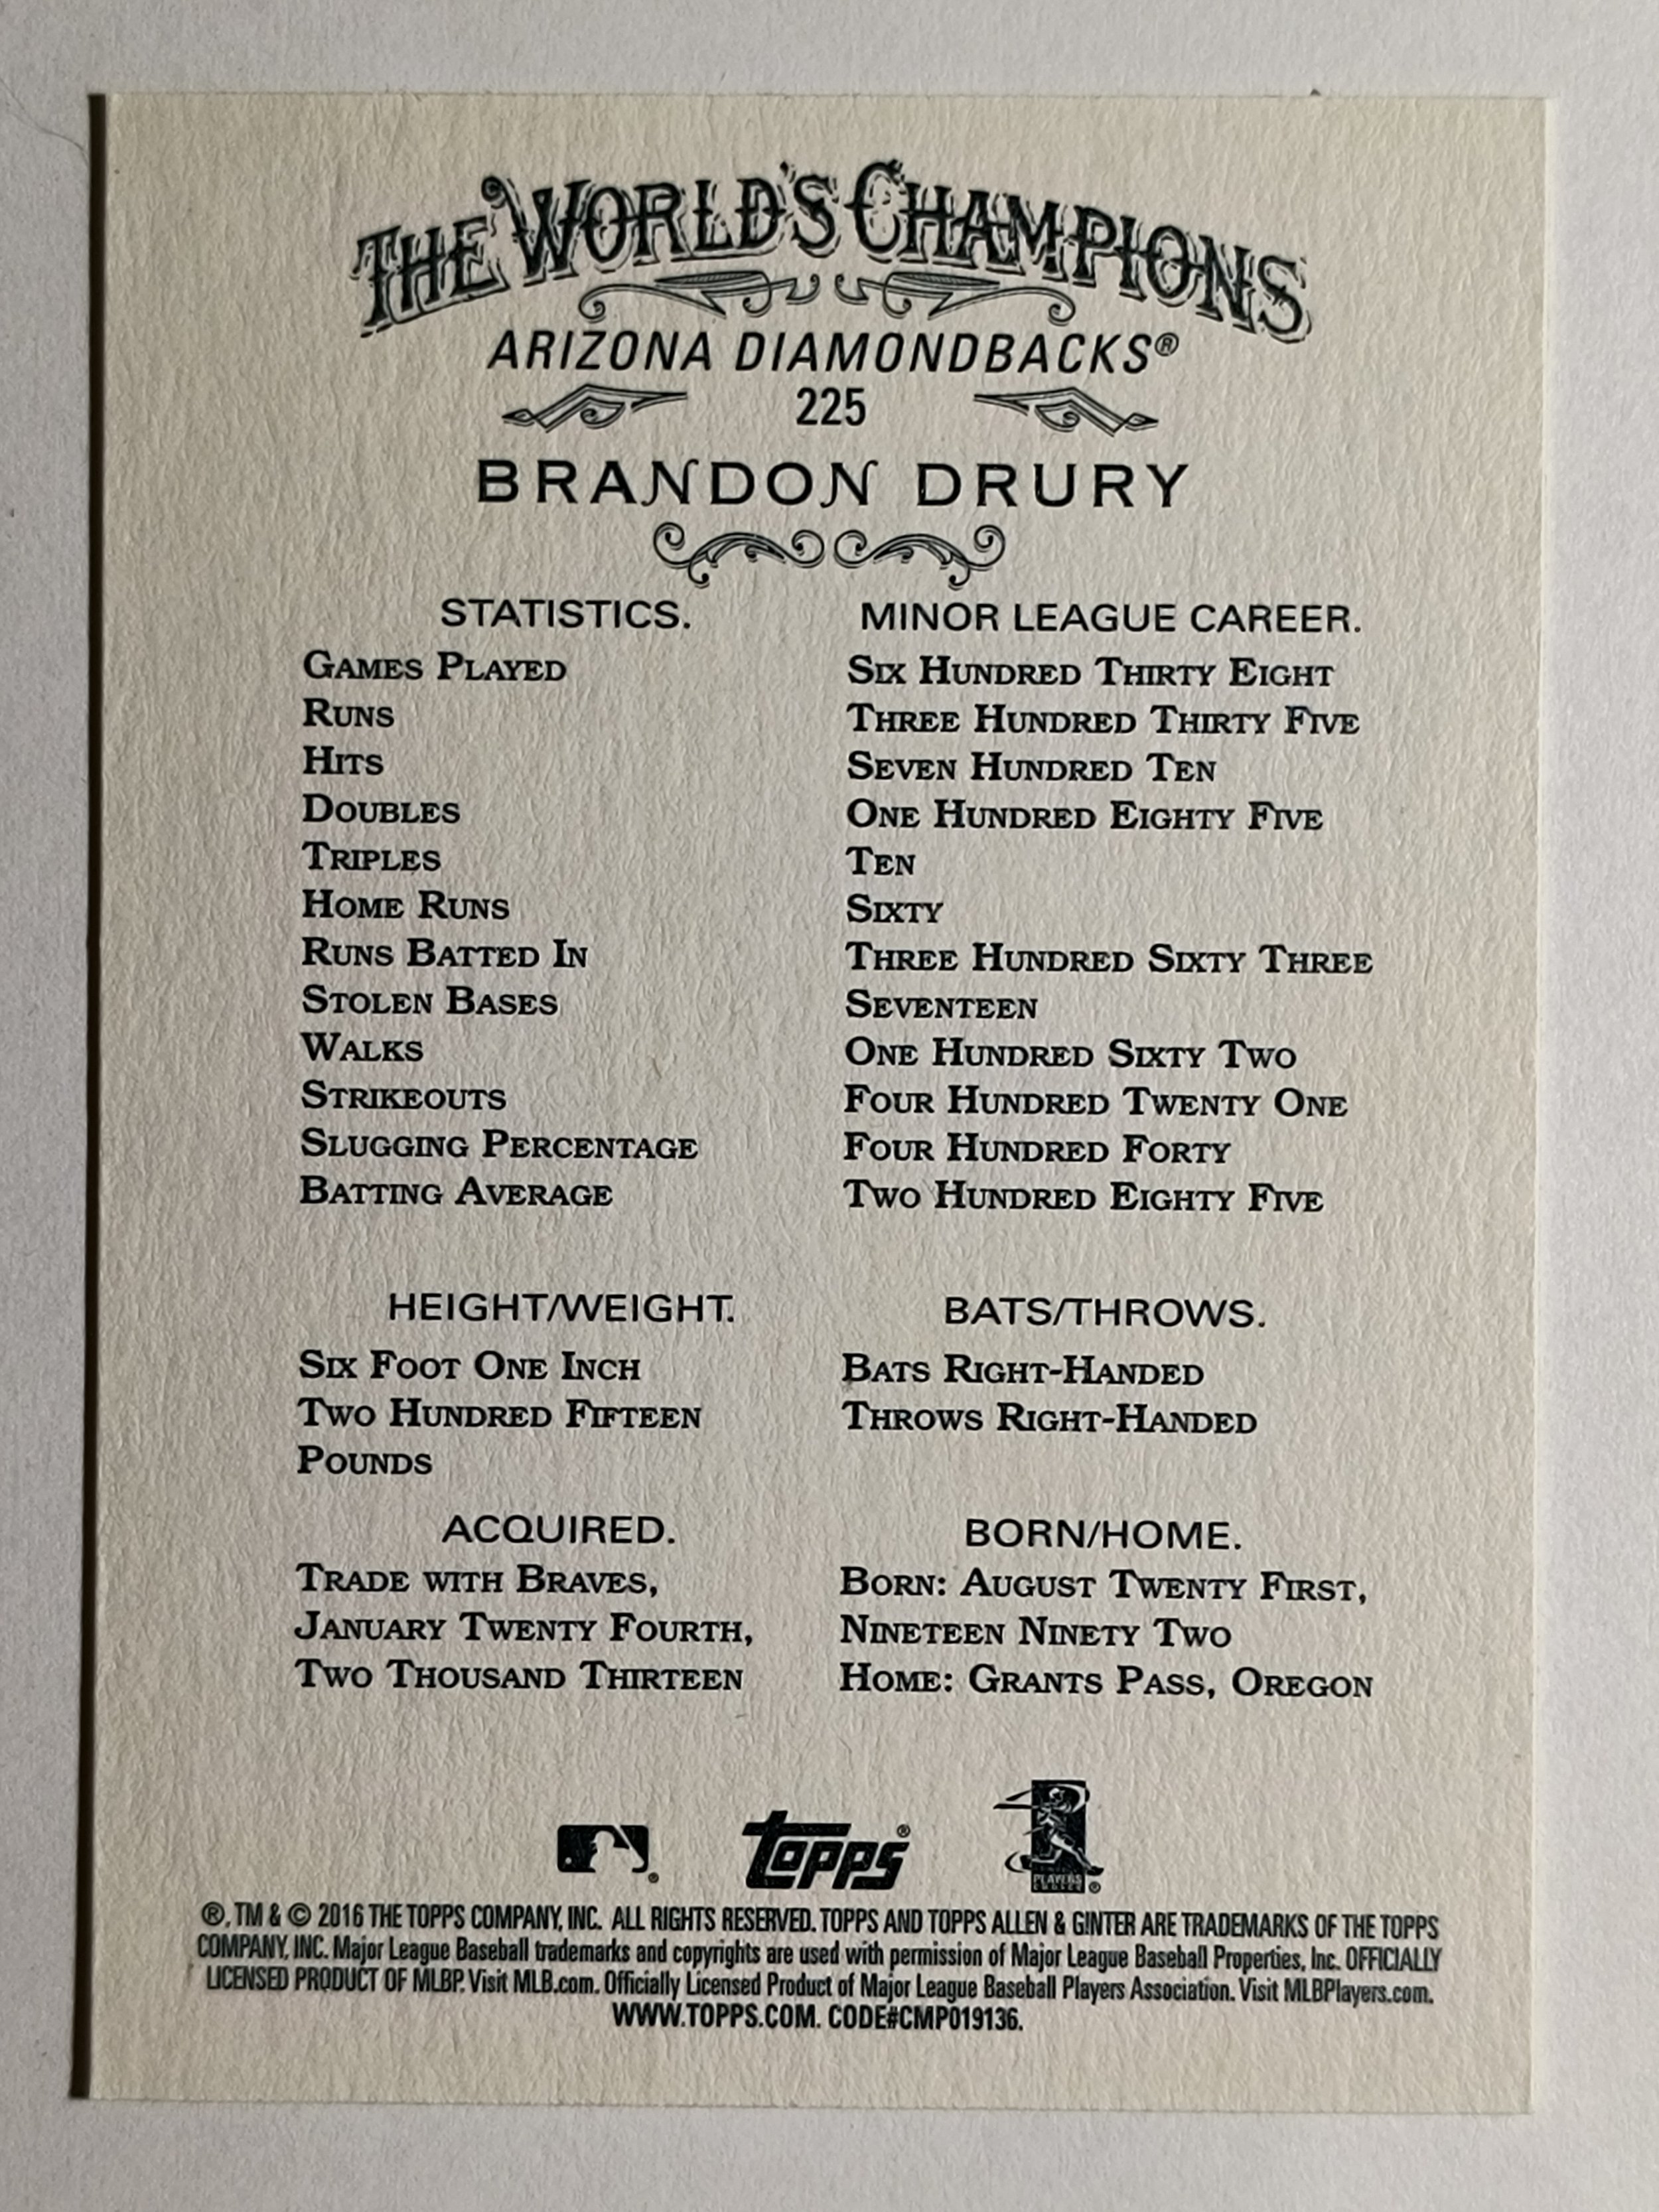 THE WORLD'S CHAMPIONS
ARIZONA DIAMONDBACKS®
225
BRANDON DRURY
STATISTICS. MINOR LEAGUE CAREER.
GAMES PLAYED SIX HUNDRED THIRTY EIGHT
RUNS THREE HUNDRED THIRTY FIVE
HITS SEVEN HUNDRED TEN
DOUBLES ONE HUNDRED EIGHTY FIVE
TRIPLES TEN
HOME RUNS SIXTY
RUNS BATTED IN THREE HUNDRED SIXTY THREE
STOLEN BASES SEVENTEEN
WALKS ONE HUNDRED SIXTY TWO
STRIKEOUTS FOUR HUNDRED TWENTY ONE
SLUGGING PERCENTAGE FOUR HUNDRED FORTY
BATTING AVERAGE TWO HUNDRED EIGHTY FIVE
HEIGHT/WEIGHT.
SIX FOOT ONE INCH
TWO HUNDRED FIFTEEN
POUNDS
BATS/THROWS.
BATS RIGHT-HANDED
THROWS RIGHT-HANDED
ACQUIRED.
TRADE WITH BRAVES,
JANUARY TWENTY FOURTH,
TWO THOUSAND THIRTEEN
BORN/HOME.
BORN: AUGUST TWENTY FIRST,
NINETEEN NINETY TWO
HOME: GRANTS PASS, OREGON
®
topps®
PLAYERS CHOICE ®
®, TM & © 2016 THE TOPPS COMPANY, INC. ALL RIGHTS RESERVED. TOPPS AND TOPPS ALLEN & GINTER ARE TRADEMARKS OF THE TOPPS
COMPANY, INC. Major League Baseball trademarks and copyrights are used with permission of Major League Baseball Properties, Inc. OFFICIALLY
LICENSED PRODUCT OF MLBP. Visit MLB.com. Officially Licensed Product of Major League Baseball Players Association. Visit MLBPlayers.com.
WWW.TOPPS.COM. CODE#CMP019136.